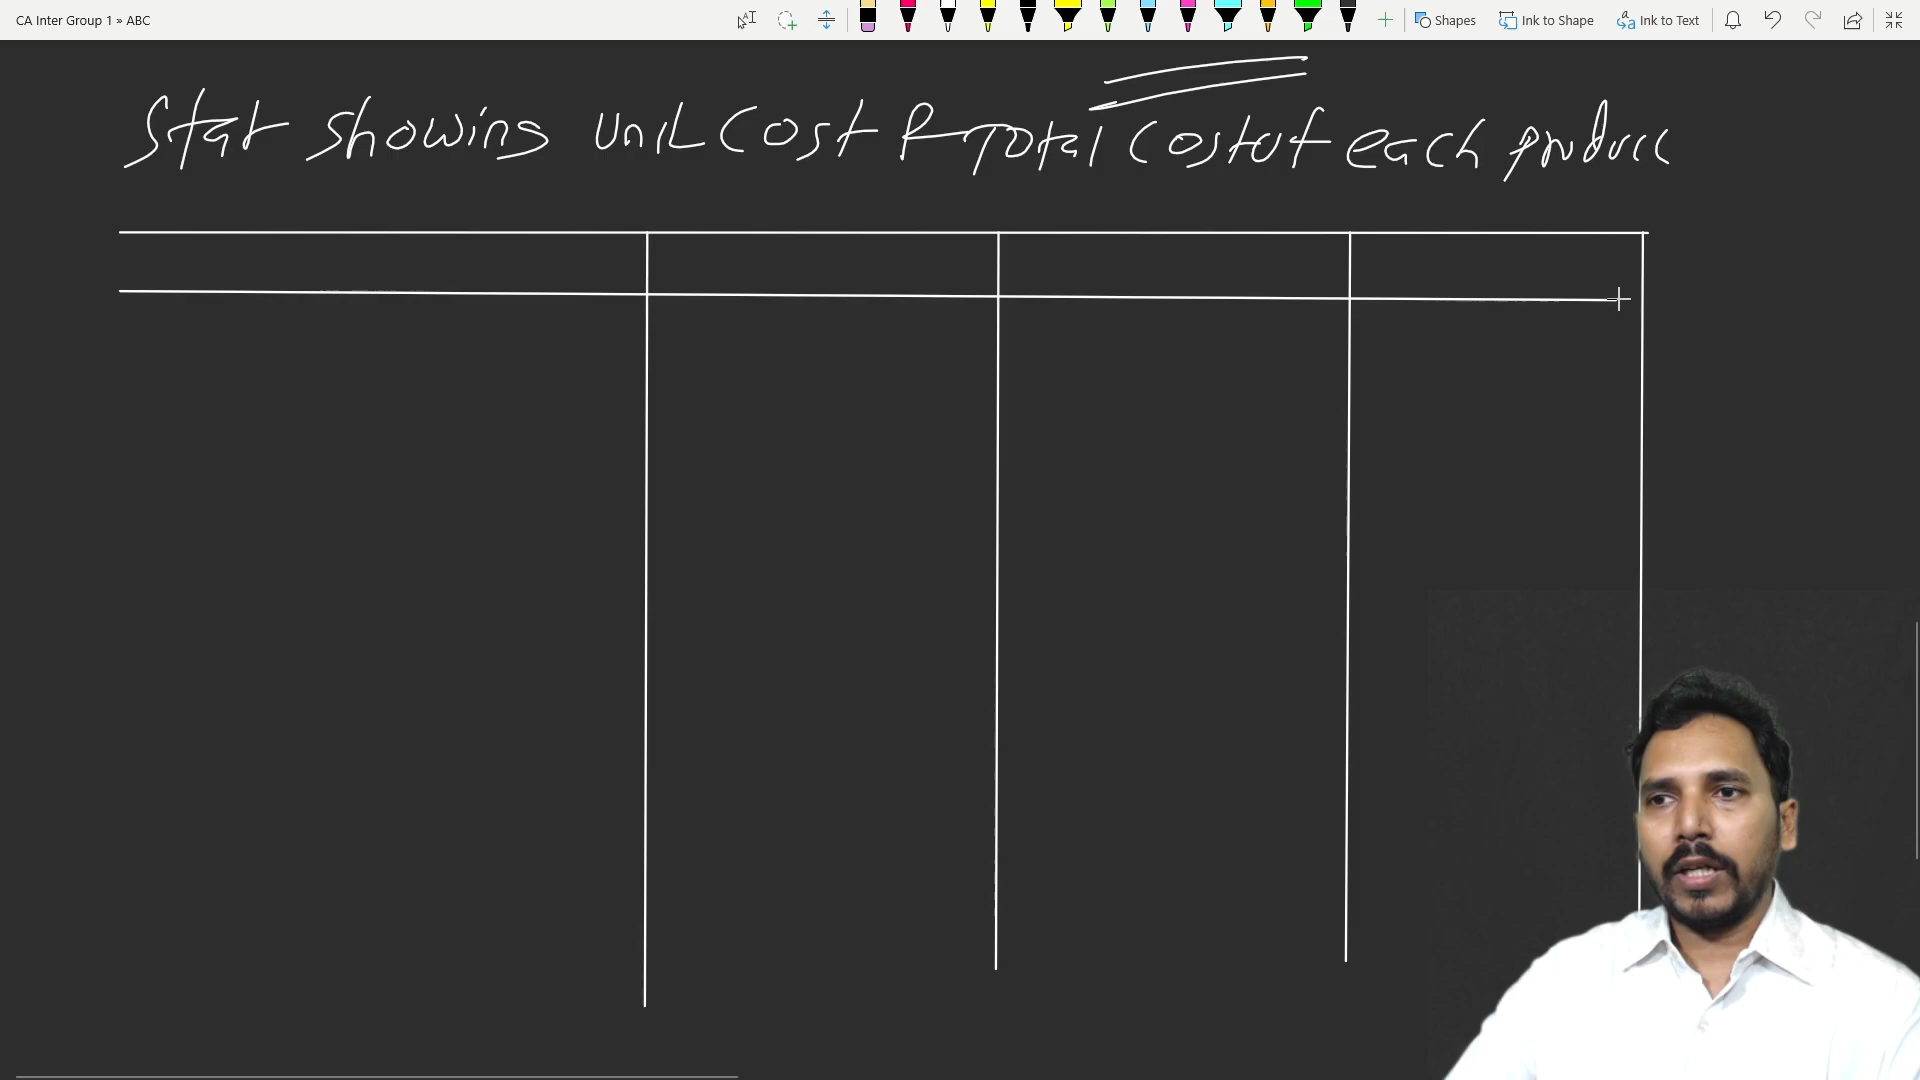 CA Inter Group 1 » ABC
Shapes
Ink to Shape
Ink to Text
Stat showing unit Cost & Total Cost of each produc